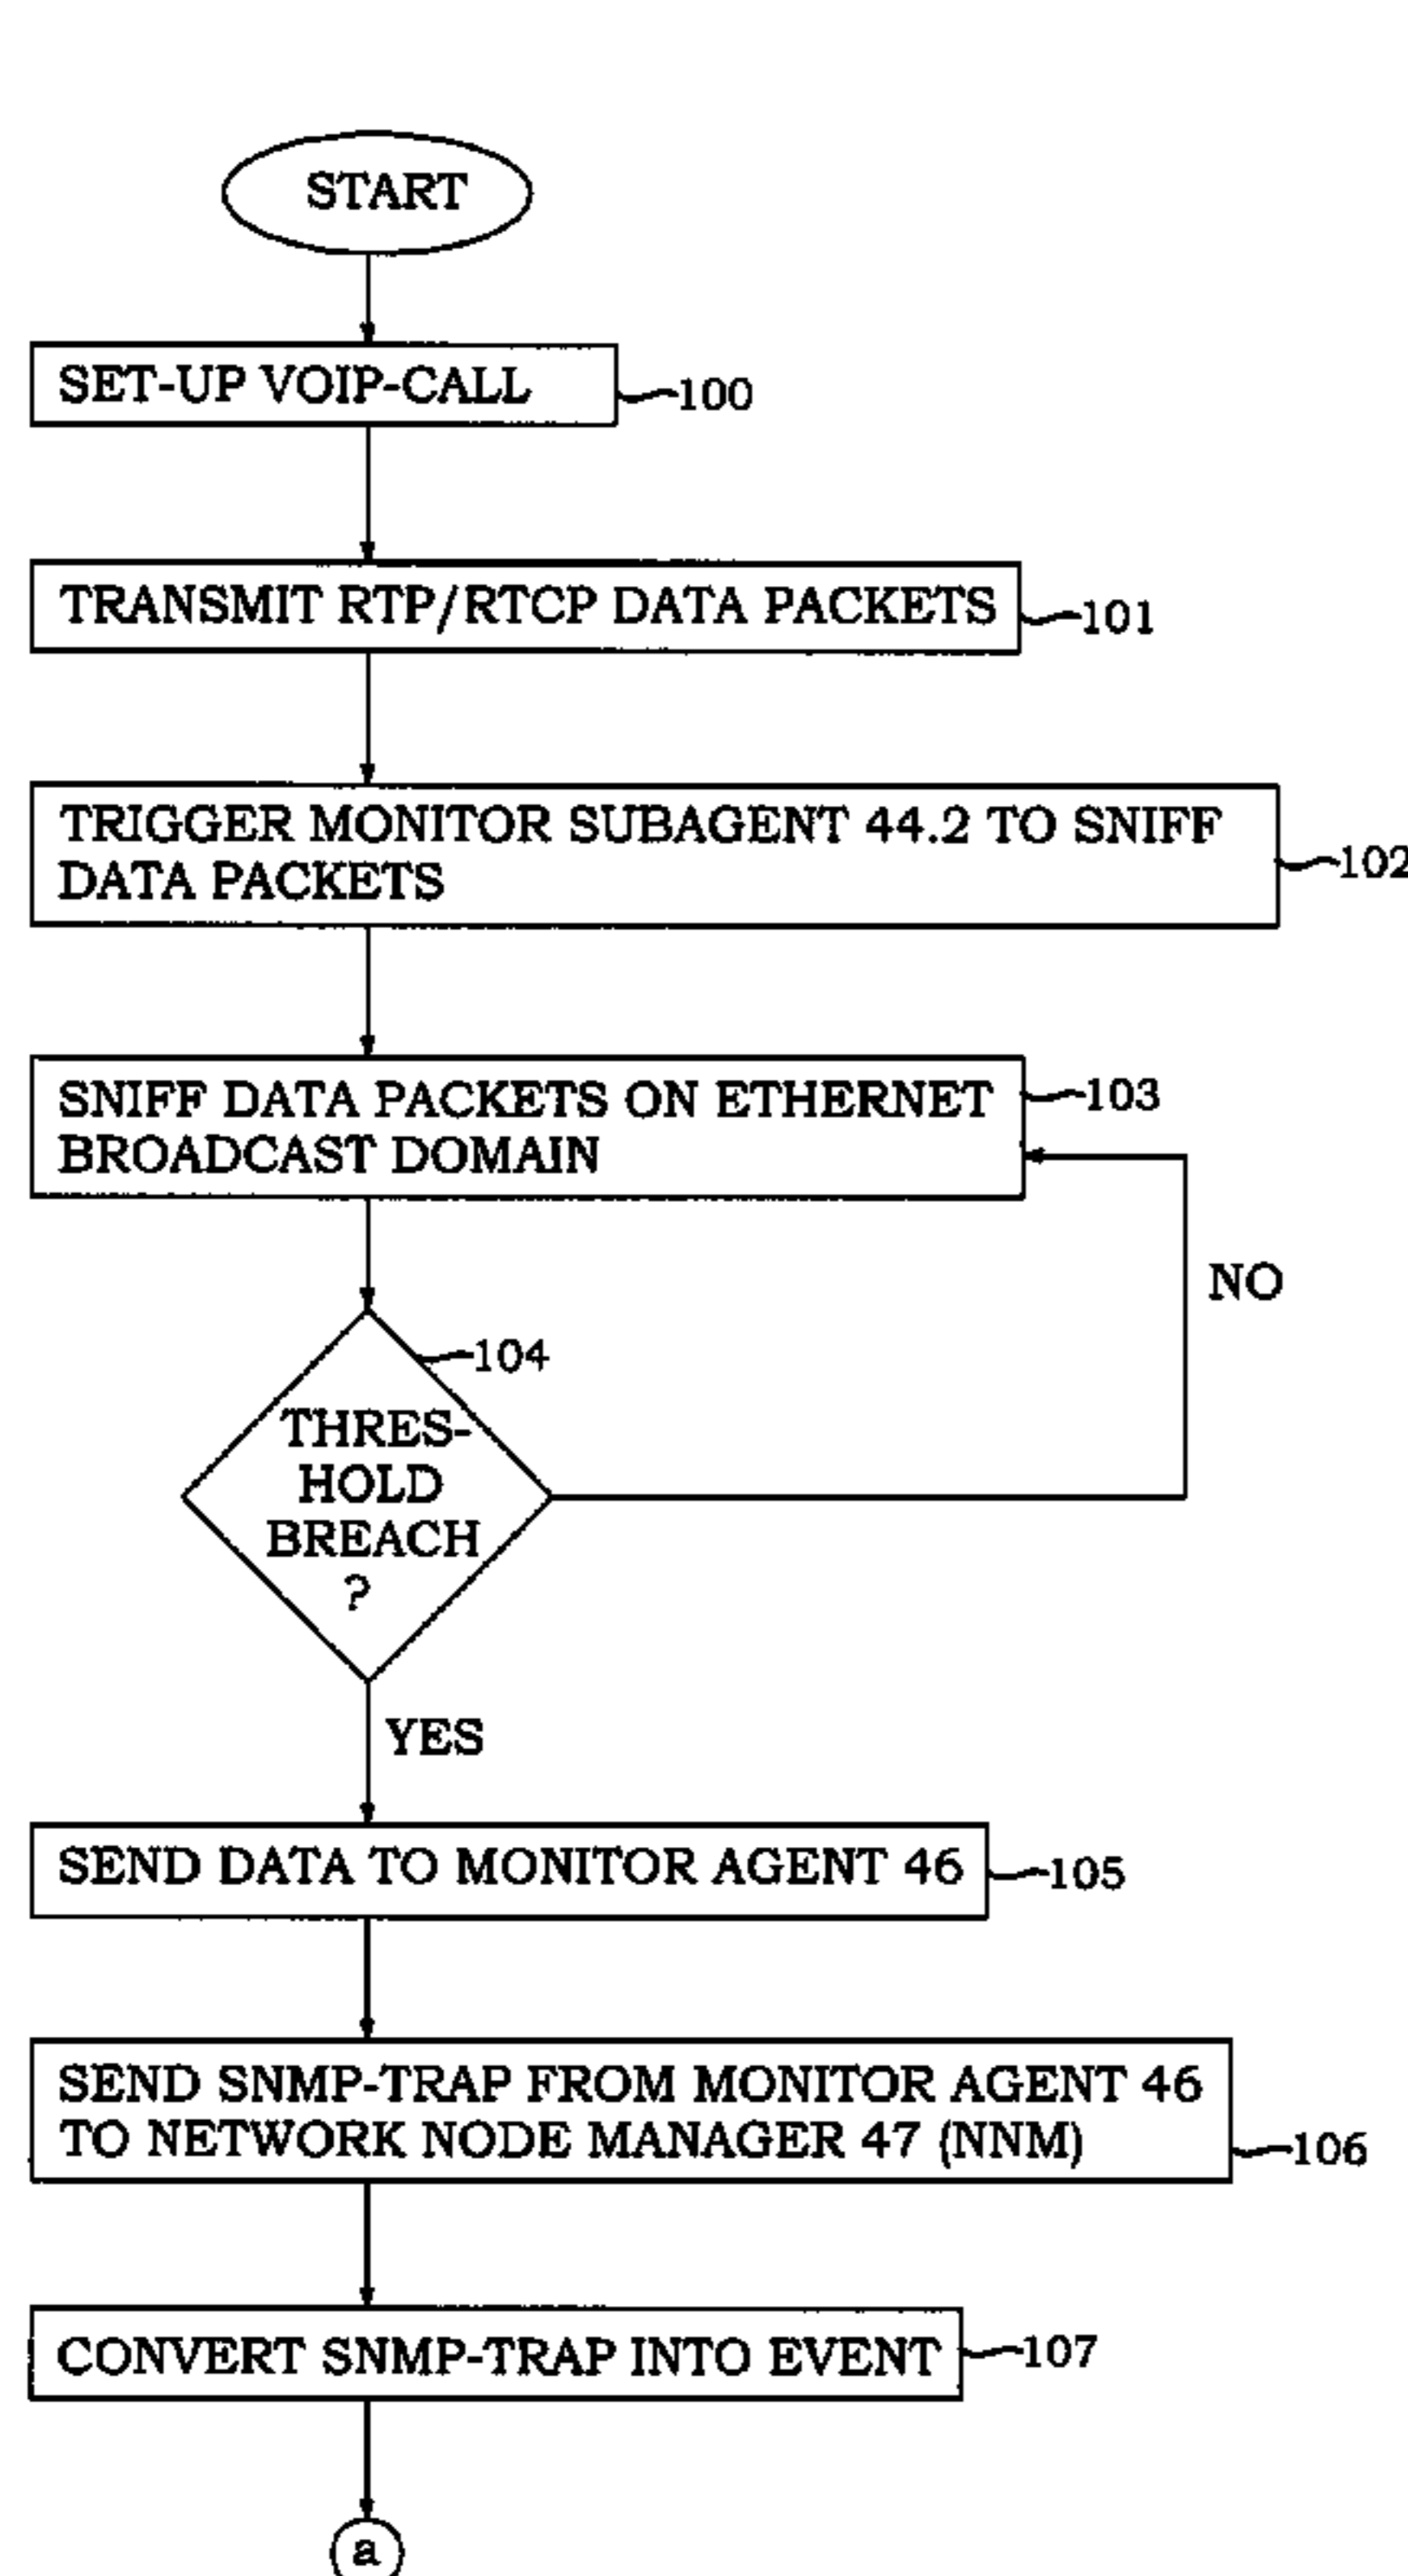 START
SET-UP VOIP-CALL
100
TRANSMIT RTP/RTCP DATA PACKETS
101
TRIGGER MONITOR SUBAGENT 44.2 TO SNIFF
DATA PACKETS
102
SNIFF DATA PACKETS ON ETHERNET
BROADCAST DOMAIN
103
NO
104
THRES-
HOLD
BREACH
?
YES
SEND DATA TO MONITOR AGENT 46
105
SEND SNMP-TRAP FROM MONITOR AGENT 46
TO NETWORK NODE MANAGER 47 (NNM)
106
CONVERT SNMP-TRAP INTO EVENT
107
a